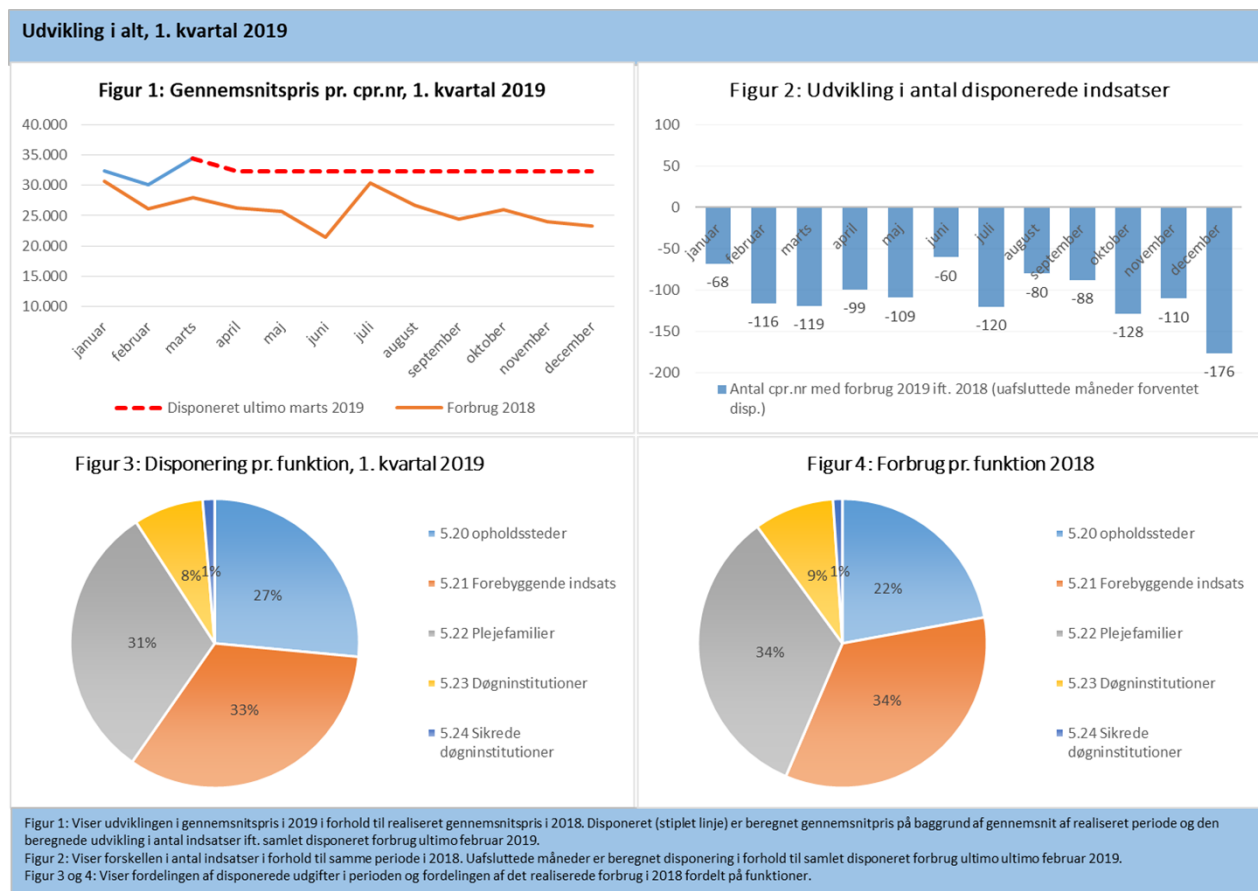 Udvikling i alt, 1. kvartal 2019
Figur 1: Gennemsnitspris pr. cpr.nr, 1. kvartal 2019
40.000
35.000
30.000
25.000
20.000
15.000
10.000
januar
februar
marts
april
maj
juni
juli
august
september
oktober
november
december
Disponeret ultimo marts 2019
Forbrug 2018
Figur 2: Udvikling i antal disponerede indsatser
100
50
0
-50
-100
-150
-200
januar
februar
marts
april
maj
juni
juli
august
september
oktober
november
december
-68
-116
-119
-99
-109
-60
-120
-80
-88
-128
-110
-176
Antal cpr.nr med forbrug 2019 ift. 2018 (uafsluttede måneder forventet
disp.)
Figur 3: Disponering pr. funktion, 1. kvartal 2019
27%
33%
31%
8%
1%
5.20 opholdssteder
5.21 Forebyggende indsats
5.22 Plejefamilier
5.23 Døgninstitutioner
5.24 Sikrede
døgninstitutioner
Figur 4: Forbrug pr. funktion 2018
22%
34%
34%
9%
1%
5.20 opholdssteder
5.21 Forebyggende indsats
5.22 Plejefamilier
5.23 Døgninstitutioner
5.24 Sikrede
døgninstitutioner
Figur 1: Viser udviklingen i gennemsnitspris i 2019 i forhold til realiseret gennemsnitspris i 2018. Disponeret (stiplet linje) er beregnet gennemsnitpris på baggrund af gennemsnit af realiseret periode og den
beregnede udvikling i antal indsatser ift. samlet disponeret forbrug ultimo februar 2019.
Figur 2: Viser forskellen i antal indsatser i forhold til samme periode i 2018. Uafsluttede måneder er beregnet disponering i forhold til samlet disponeret forbrug ultimo ultimo februar 2019.
Figur 3 og 4: Viser fordelingen af disponerede udgifter i perioden og fordelingen af det realiserede forbrug i 2018 fordelt på funktioner.